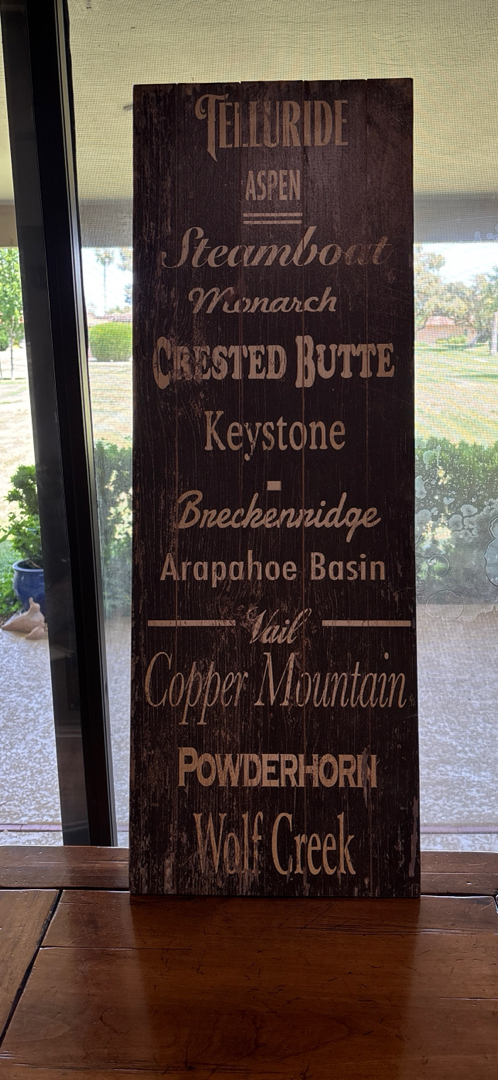 TELLURIDE
ASPEN
Steamboat
Monarch
CRESTED BUTTE
Keystone
Breckenridge
Arapahoe Basin
Vail
Copper Mountain
POWDERHORN
Wolf Creek